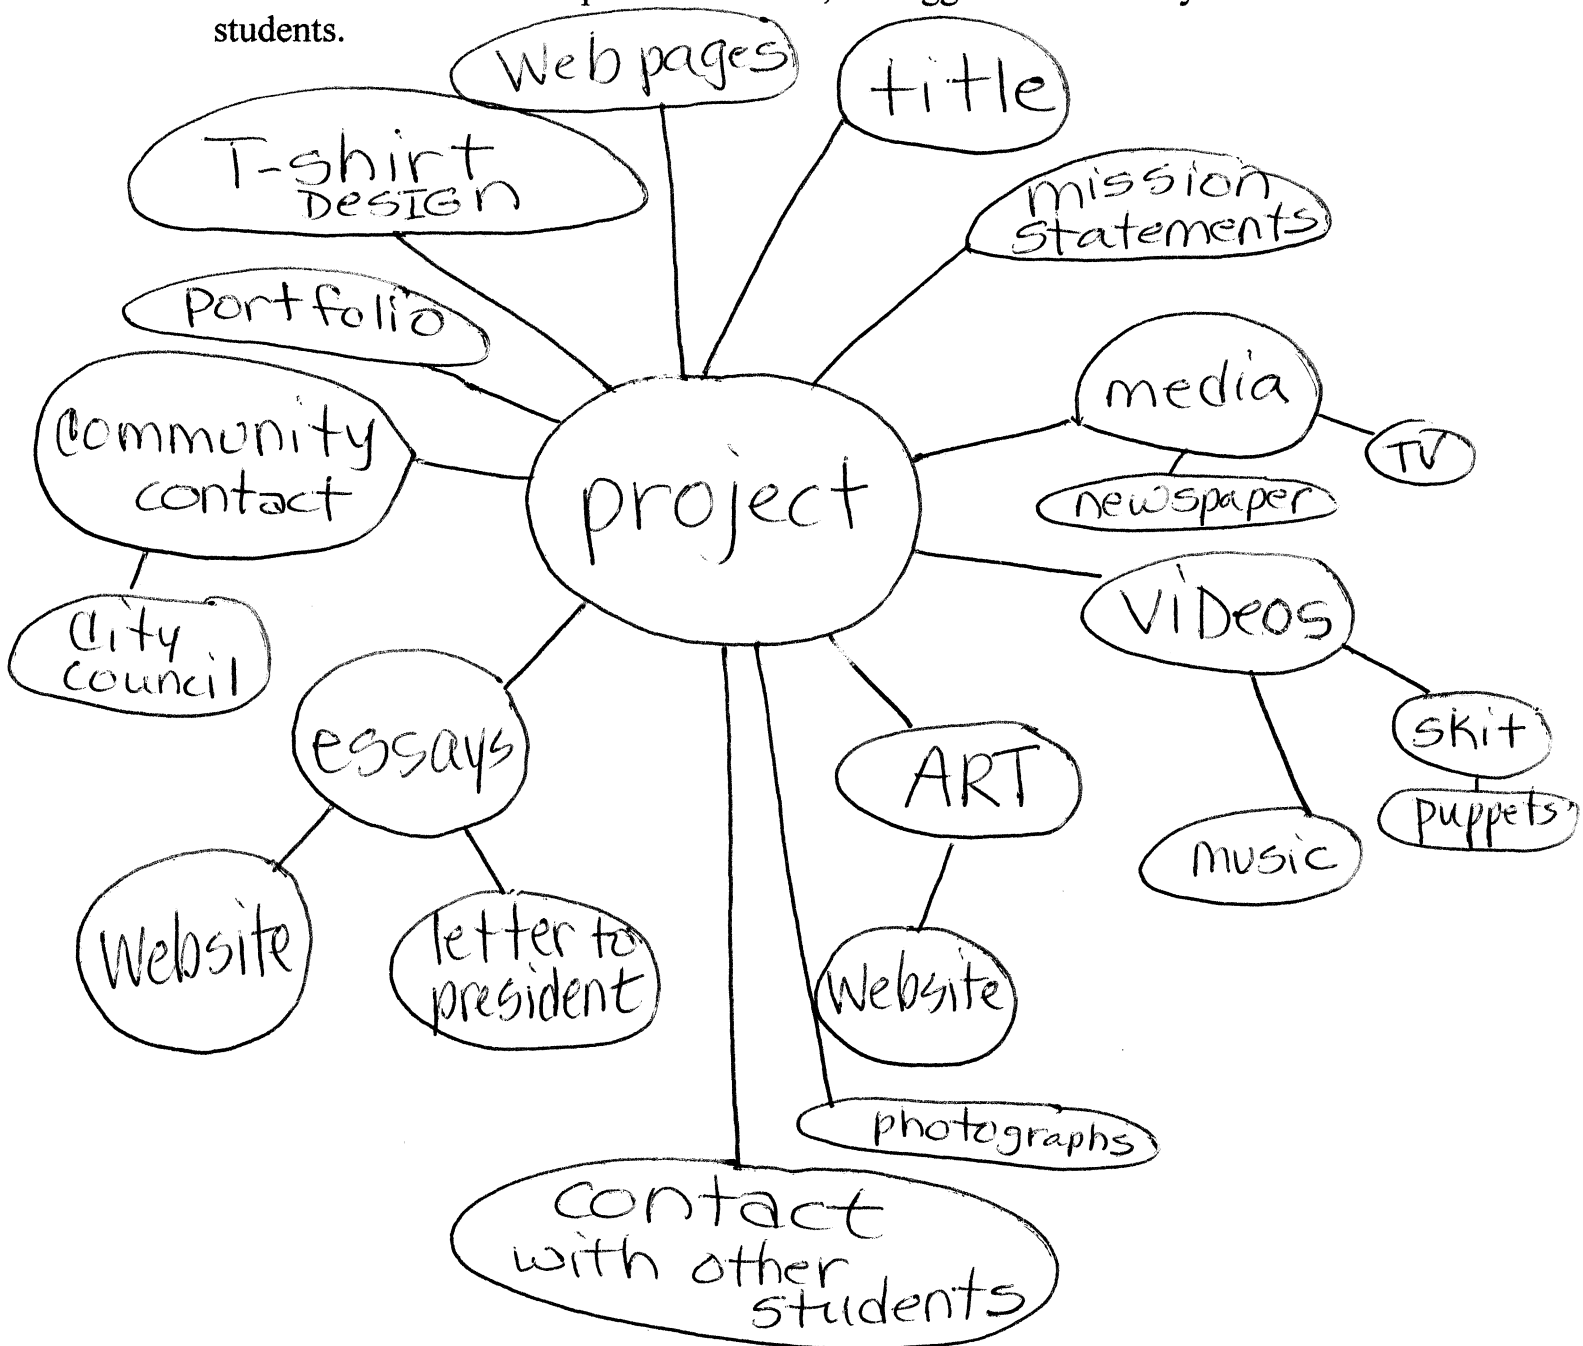 students.
Web pages
title
T-shirt
DesIGn
mission
statements
portfolio
media
community
contact
TV
project
newspaper
ViDeos
City
council
essays
ART
skit
puppets
music
Website
letter to
president
Website
photographs
contact
with other
students